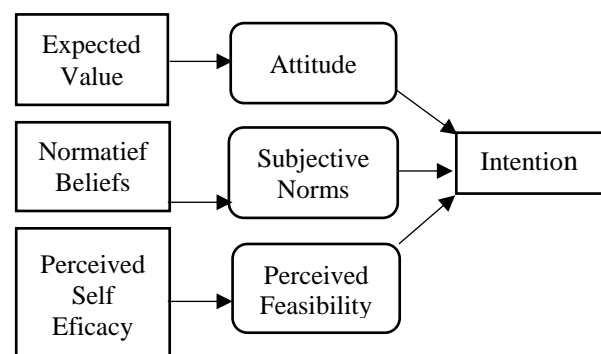 Expected
Value
Attitude
Normatief
Beliefs
Subjective
Norms
Intention
Perceived
Self
Eficacy
Perceived
Feasibility